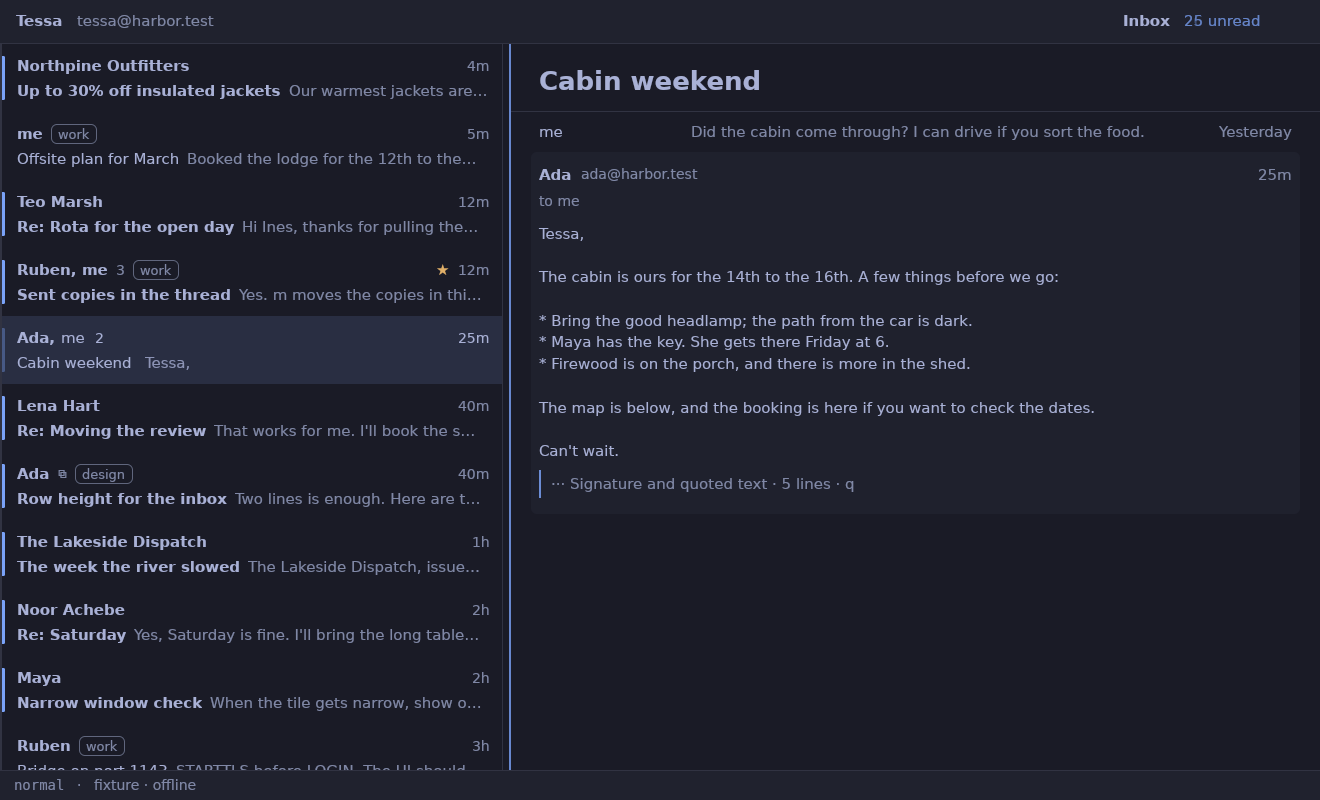 Tessa tessa@harbor.test Inbox 25 unread
Northpine Outfitters 4m
Up to 30% off insulated jackets Our warmest jackets are…
me work 5m
Offsite plan for March Booked the lodge for the 12th to the…
Teo Marsh 12m
Re: Rota for the open day Hi Ines, thanks for pulling the…
Ruben, me 3 work ★ 12m
Sent copies in the thread Yes. m moves the copies in thi…
Ada, me 2 25m
Cabin weekend Tessa,
Lena Hart 40m
Re: Moving the review That works for me. I'll book the s…
Ada design 40m
Row height for the inbox Two lines is enough. Here are t…
The Lakeside Dispatch 1h
The week the river slowed The Lakeside Dispatch, issue…
Noor Achebe 2h
Re: Saturday Yes, Saturday is fine. I'll bring the long table…
Maya 2h
Narrow window check When the tile gets narrow, show o…
Ruben work 3h
Bridge on port 1143 STARTTLS before LOGIN. The UI should
Cabin weekend
me Did the cabin come through? I can drive if you sort the food. Yesterday
Ada ada@harbor.test 25m
to me
Tessa,
The cabin is ours for the 14th to the 16th. A few things before we go:
* Bring the good headlamp; the path from the car is dark.
* Maya has the key. She gets there Friday at 6.
* Firewood is on the porch, and there is more in the shed.
The map is below, and the booking is here if you want to check the dates.
Can't wait.
··· Signature and quoted text · 5 lines · q
normal · fixture · offline